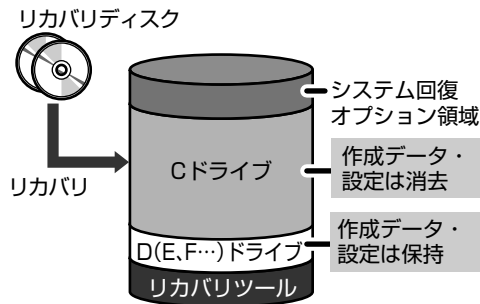 リカバリディスク
システム回復
オプション領域
Cドライブ
作成データ・
設定は消去
リカバリ
D(E、F…)ドライブ
作成データ・
設定は保持
リカバリツール